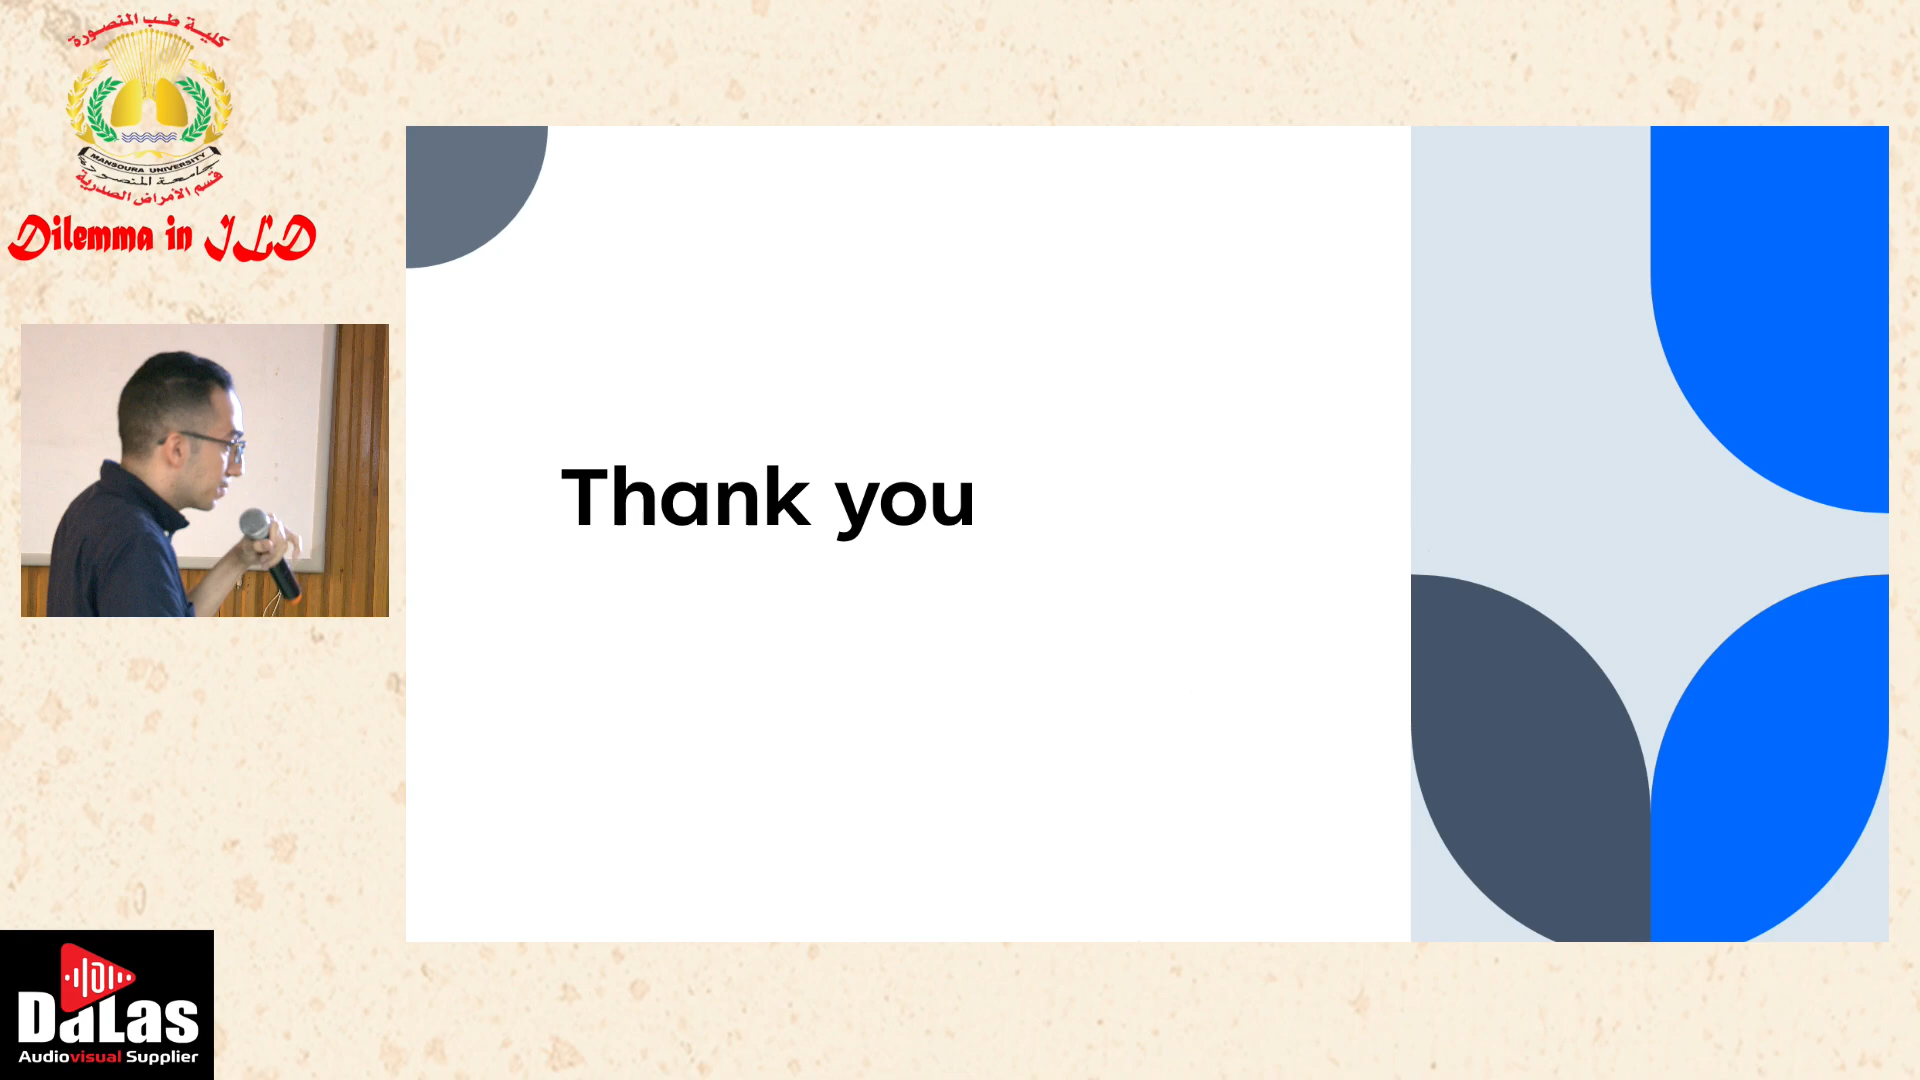 كلية طب المنصورة
MANSOURA UNIVERSITY
جامعة المنصورة
قسم الأمراض الصدرية
Dilemma in ILD
Thank you
DaLas
Audiovisual Supplier